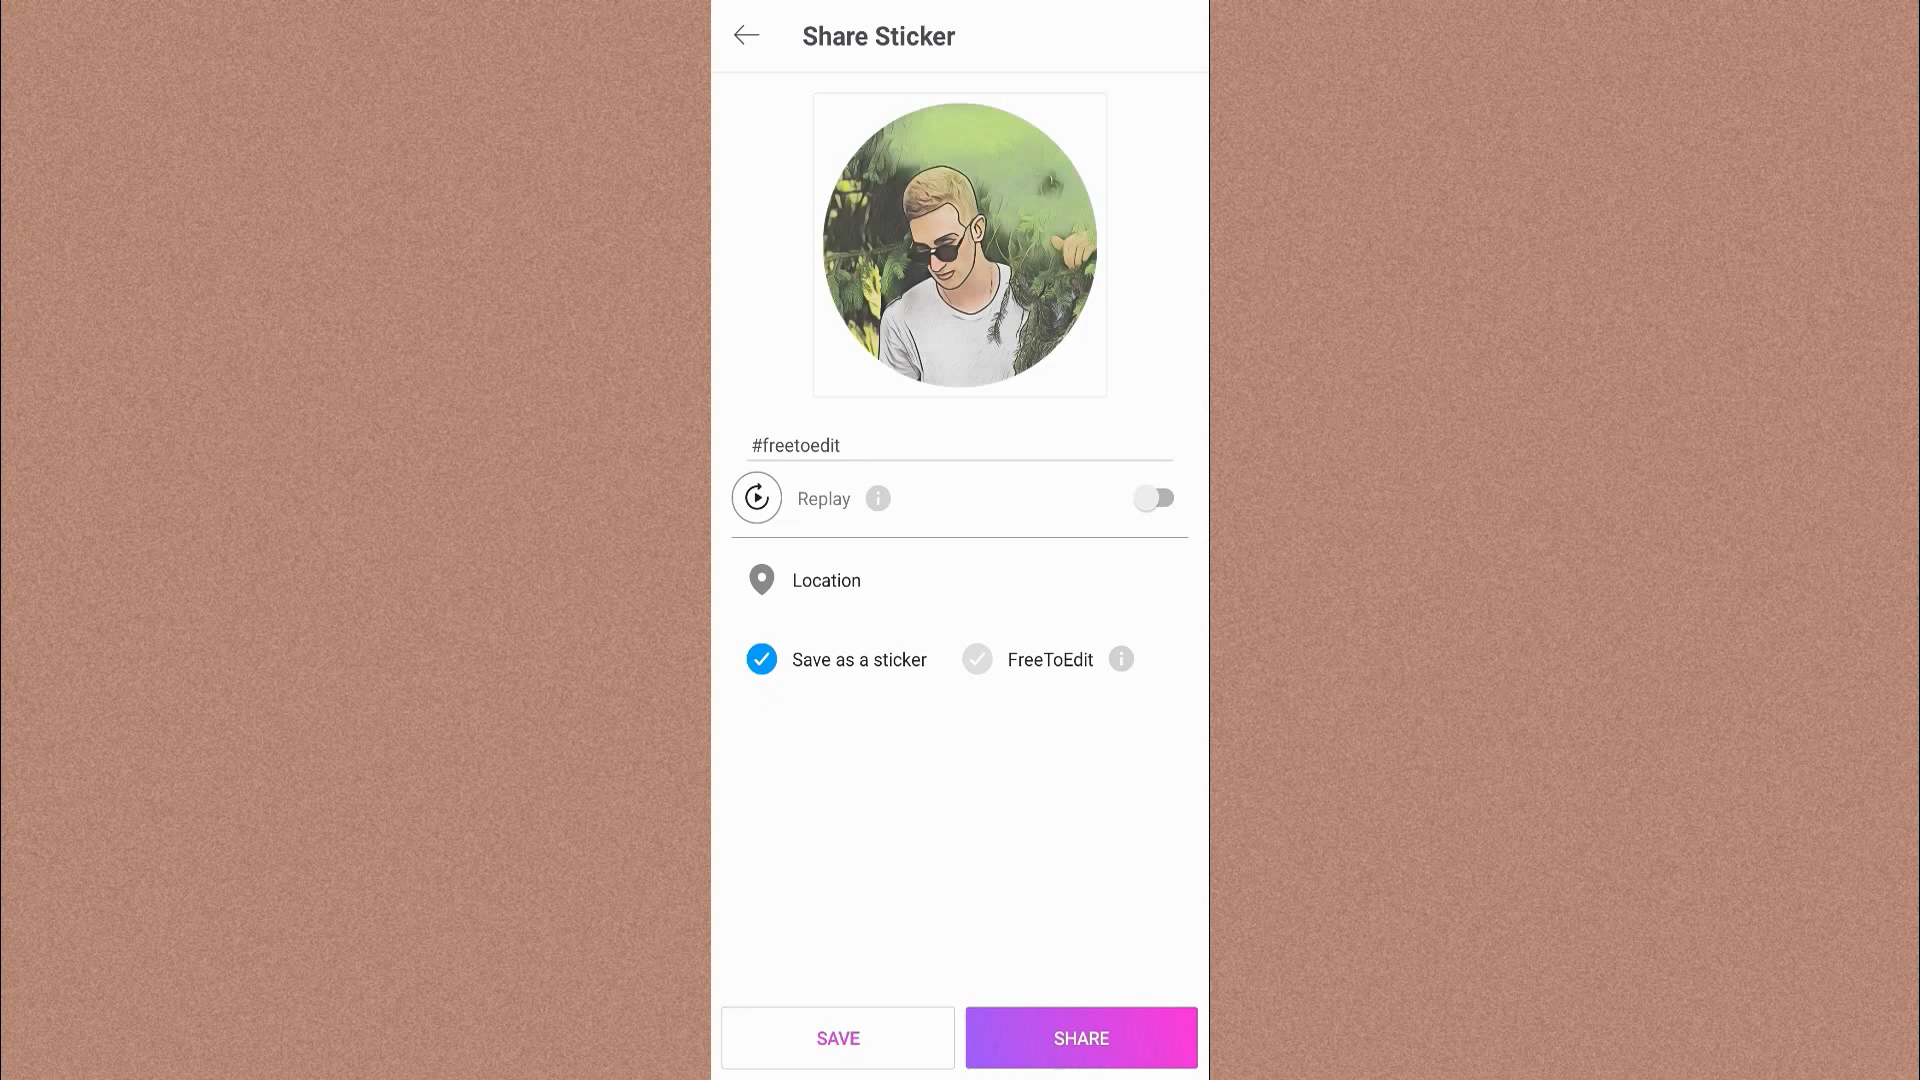 Share Sticker
#freetoedit
Replay
Location
Save as a sticker FreeToEdit
SAVE SHARE